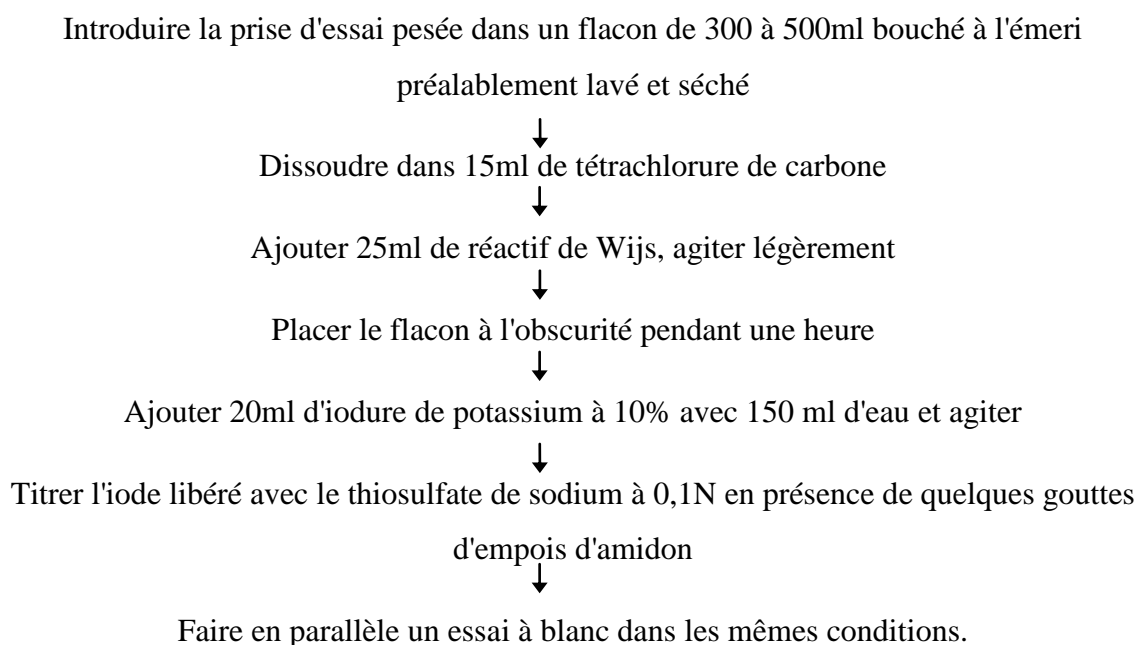 Introduire la prise d'essai pesée dans un flacon de 300 à 500ml bouché à l'émeri
préalablement lavé et séché
Dissoudre dans 15ml de tétrachlorure de carbone
Ajouter 25ml de réactif de Wijs, agiter légèrement
Placer le flacon à l'obscurité pendant une heure
Ajouter 20ml d'iodure de potassium à 10% avec 150 ml d'eau et agiter
Titrer l'iode libéré avec le thiosulfate de sodium à 0,1N en présence de quelques gouttes
d'empois d'amidon
Faire en parallèle un essai à blanc dans les mêmes conditions.